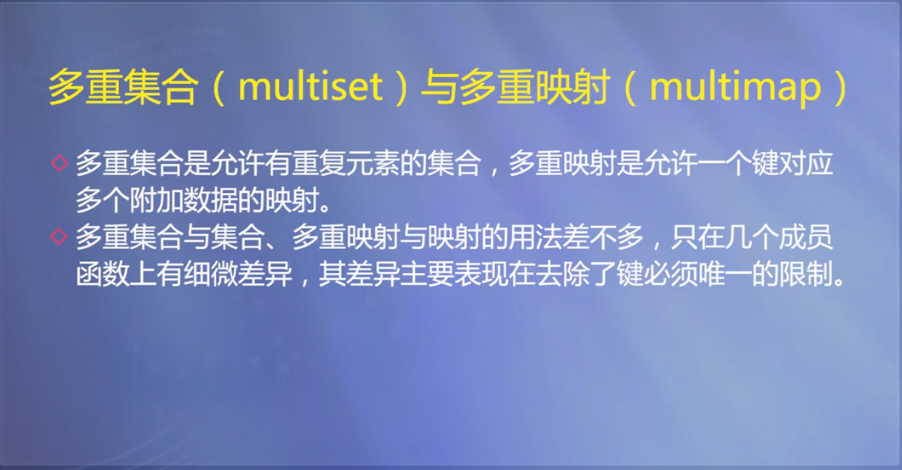 多重集合（multiset）与多重映射（multimap）
多重集合是允许有重复元素的集合，多重映射是允许一个键对应
多个附加数据的映射。
多重集合与集合、多重映射与映射的用法差不多，只在几个成员
函数上有细微差异，其差异主要表现在去除了键必须唯一的限制。